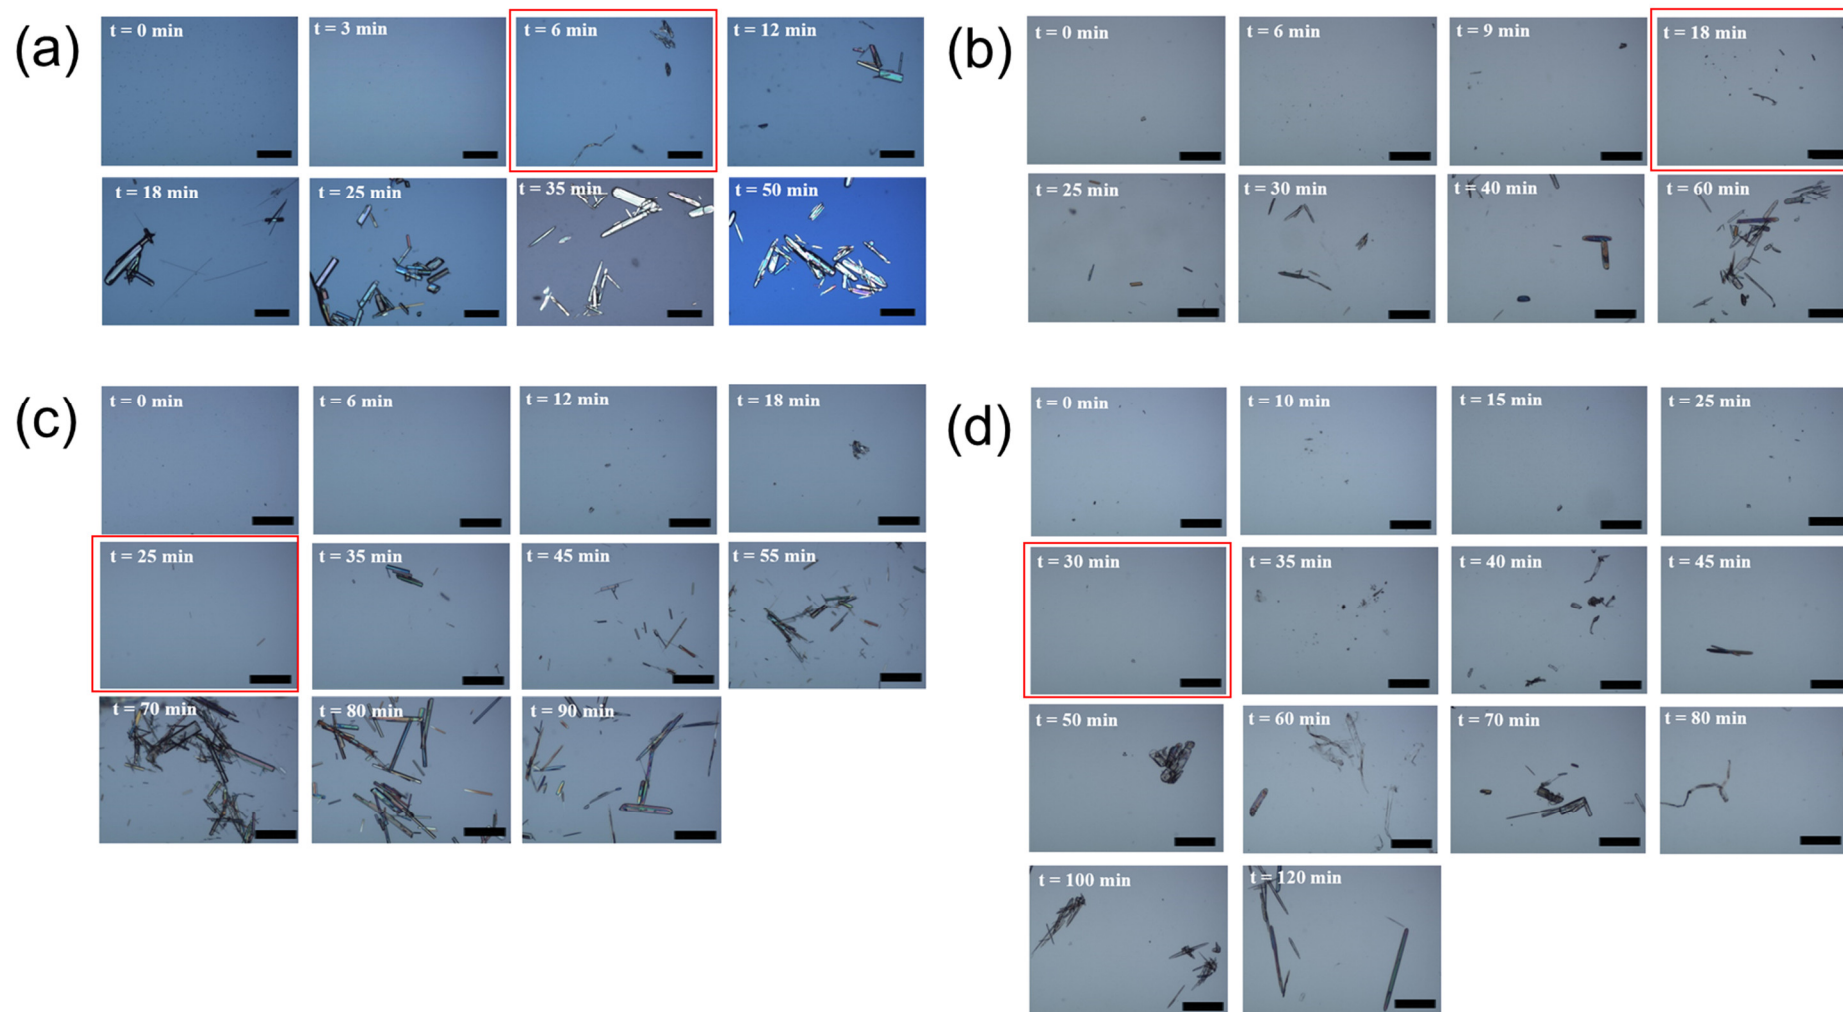 (a)
t = 0 min
t = 3 min
t = 6 min
t = 12 min
t = 18 min
t = 25 min
t = 35 min
t = 50 min
(b)
t = 0 min
t = 6 min
t = 9 min
t = 18 min
t = 25 min
t = 30 min
t = 40 min
t = 60 min
(c)
t = 0 min
t = 6 min
t = 12 min
t = 18 min
t = 25 min
t = 35 min
t = 45 min
t = 55 min
t = 70 min
t = 80 min
t = 90 min
(d)
t = 0 min
t = 10 min
t = 15 min
t = 25 min
t = 30 min
t = 35 min
t = 40 min
t = 45 min
t = 50 min
t = 60 min
t = 70 min
t = 80 min
t = 100 min
t = 120 min